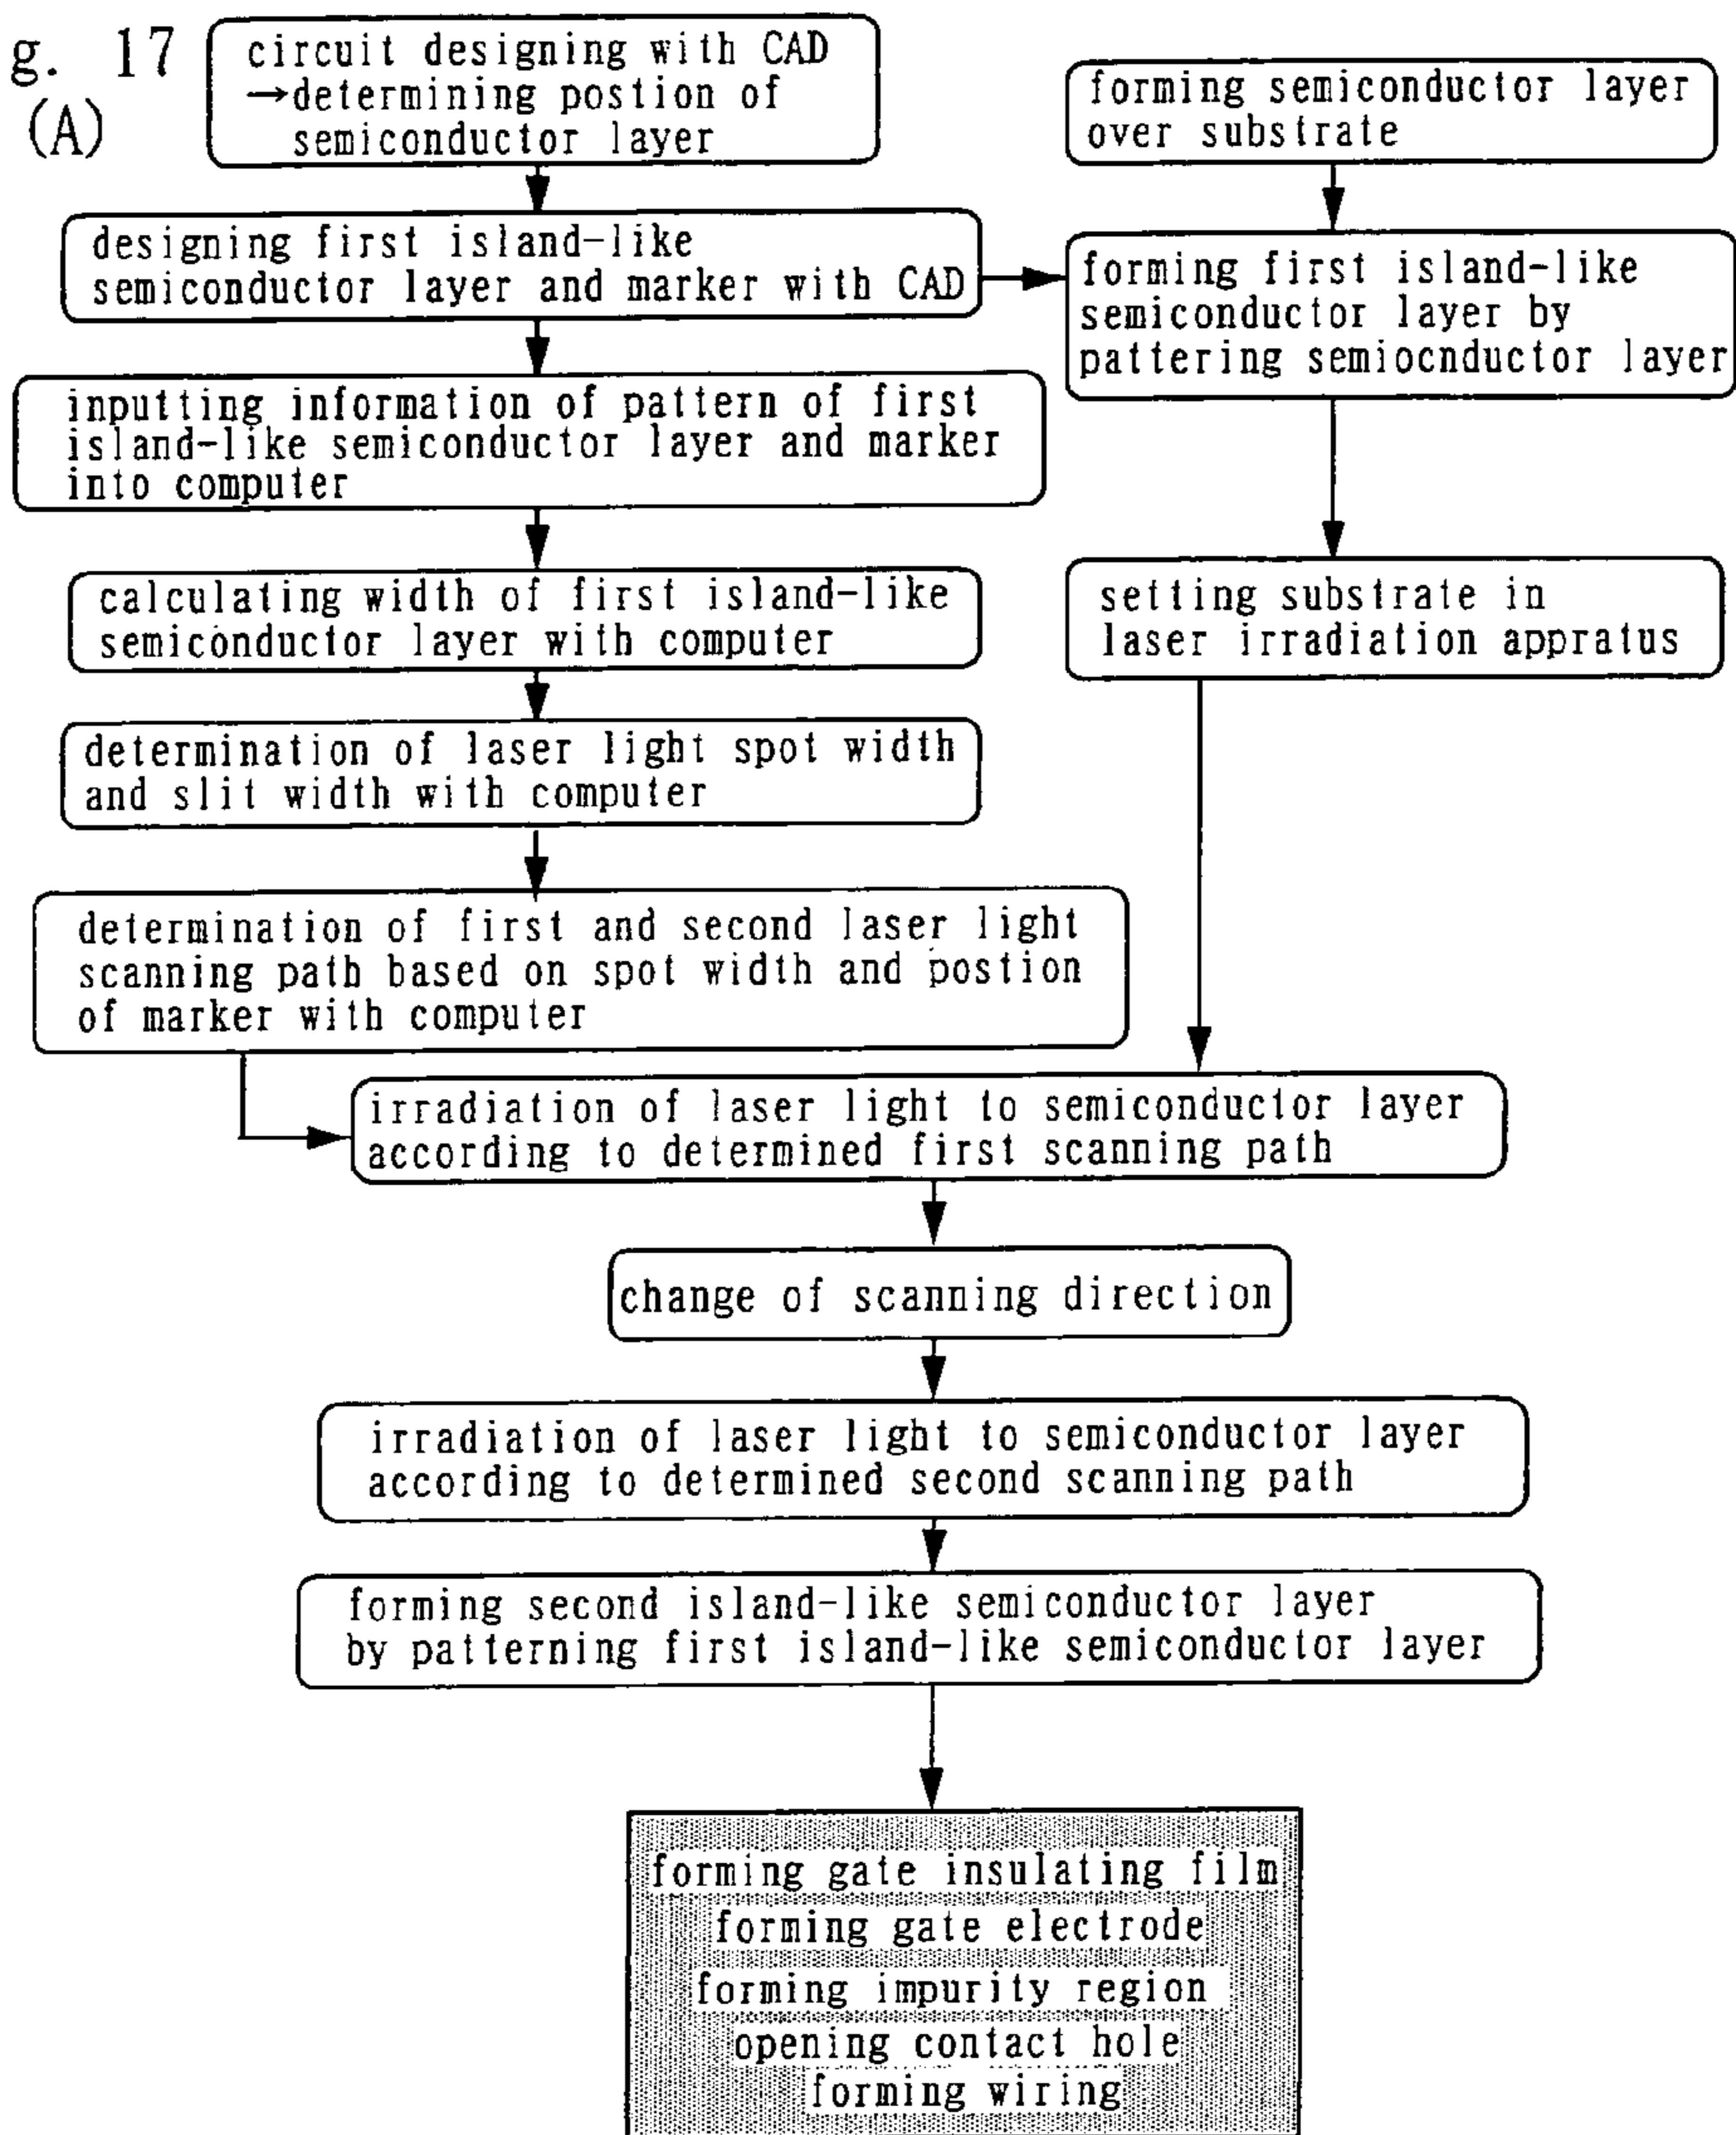 g. 17
(A)
circuit designing with CAD
→determining postion of
semiconductor layer
designing first island-like
semiconductor layer and marker with CAD
inputting information of pattern of first
island-like semiconductor layer and marker
into computer
calculating width of first island-like
semiconductor layer with computer
determination of laser light spot width
and slit width with computer
determination of first and second laser light
scanning path based on spot width and postion
of marker with computer
forming semiconductor layer
over substrate
forming first island-like
semiconductor layer by
pattering semiocnductor layer
setting substrate in
laser irradiation appratus
irradiation of laser light to semiconductor layer
according to determined first scanning path
change of scanning direction
irradiation of laser light to semiconductor layer
according to determined second scanning path
forming second island-like semiconductor layer
by patterning first island-like semiconductor layer
forming gate insulating film
forming gate electrode
forming impurity region
opening contact hole
forming wiring